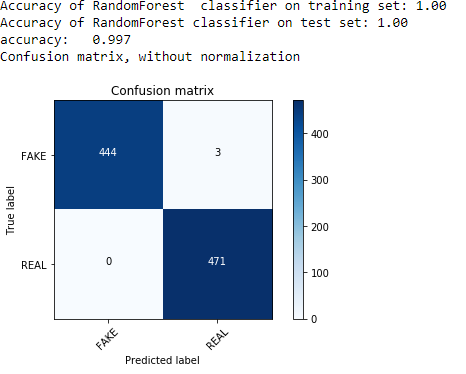 Accuracy of RandomForest  classifier on training set: 1.00
Accuracy of RandomForest classifier on test set: 1.00
accuracy:   0.997
Confusion matrix, without normalization
Confusion matrix
FAKE
444
3
REAL
0
471
True label
FAKE
REAL
Predicted label
400
300
200
100
0